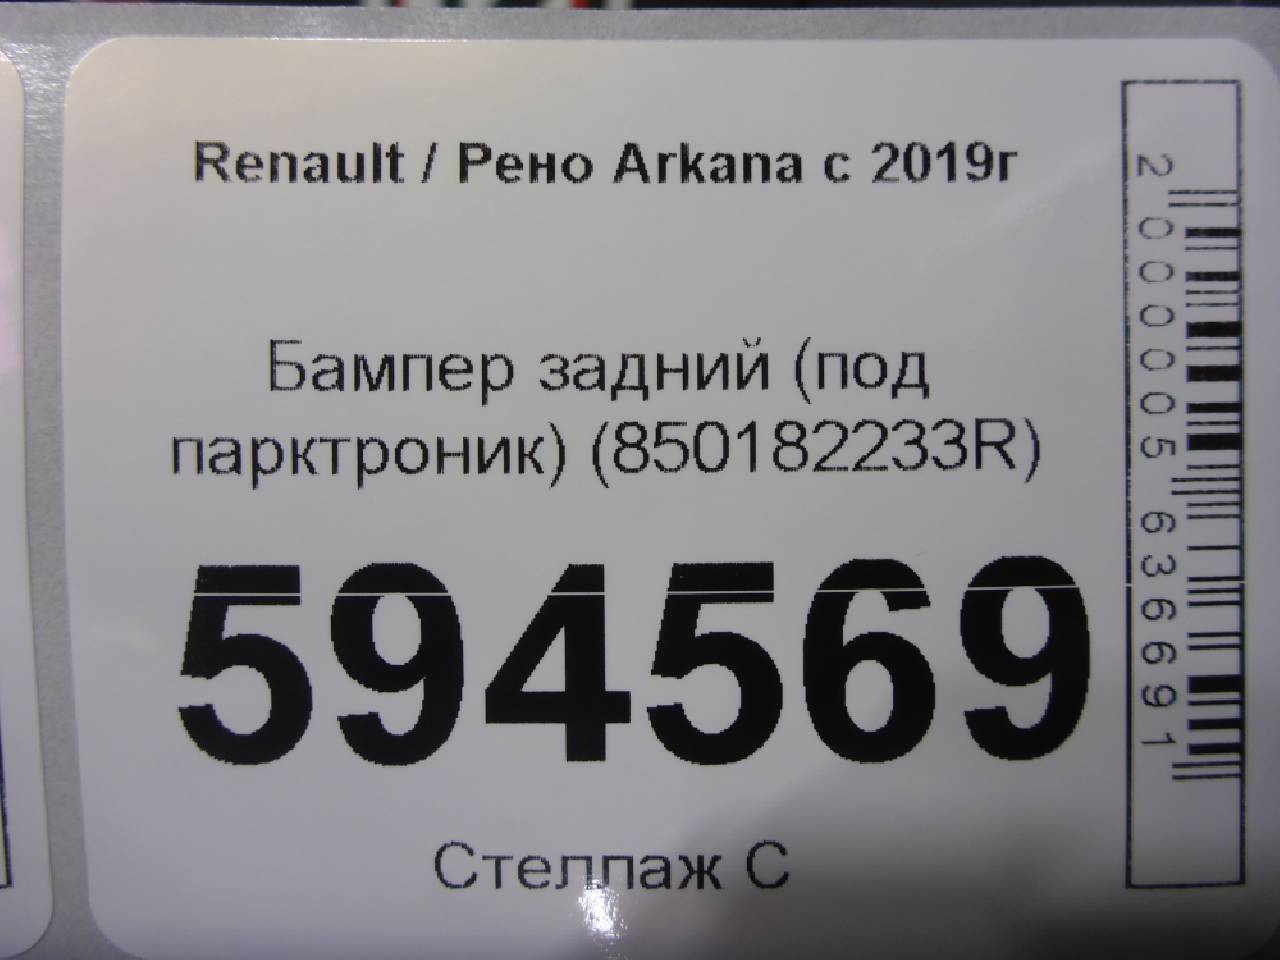 Renault / Рено Arkana с 2019г
Бампер задний (под
парктроник) (850182233R)
594569
Стеллаж С
2000005636691